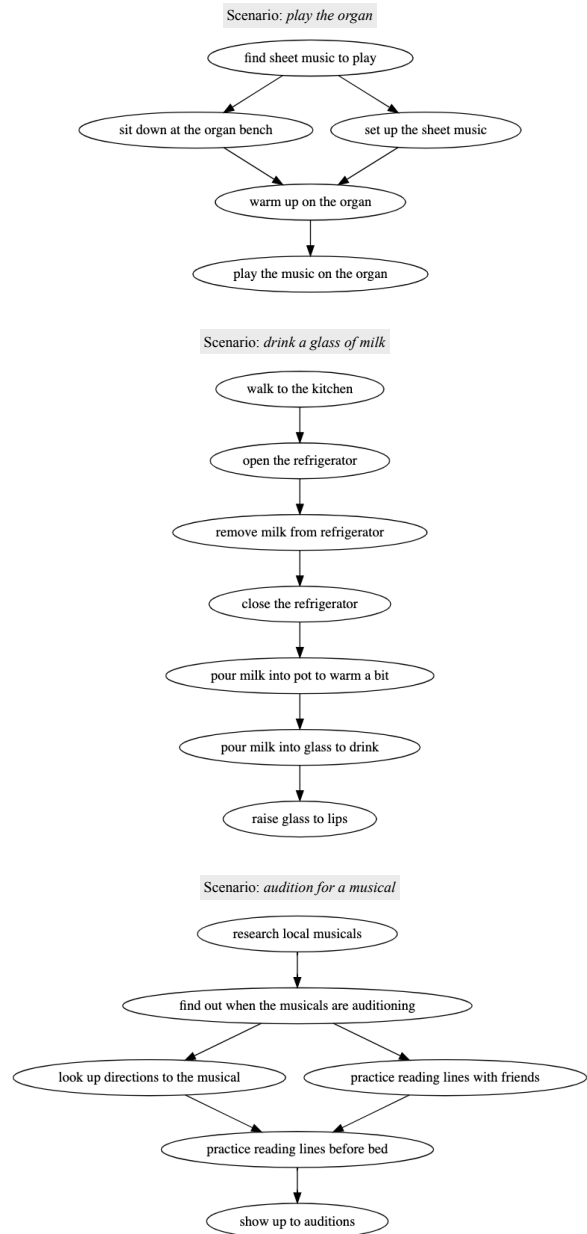 Scenario: play the organ
find sheet music to play
sit down at the organ bench
set up the sheet music
warm up on the organ
play the music on the organ
Scenario: drink a glass of milk
walk to the kitchen
open the refrigerator
remove milk from refrigerator
close the refrigerator
pour milk into pot to warm a bit
pour milk into glass to drink
raise glass to lips
Scenario: audition for a musical
research local musicals
find out when the musicals are auditioning
look up directions to the musical
practice reading lines with friends
practice reading lines before bed
show up to auditions